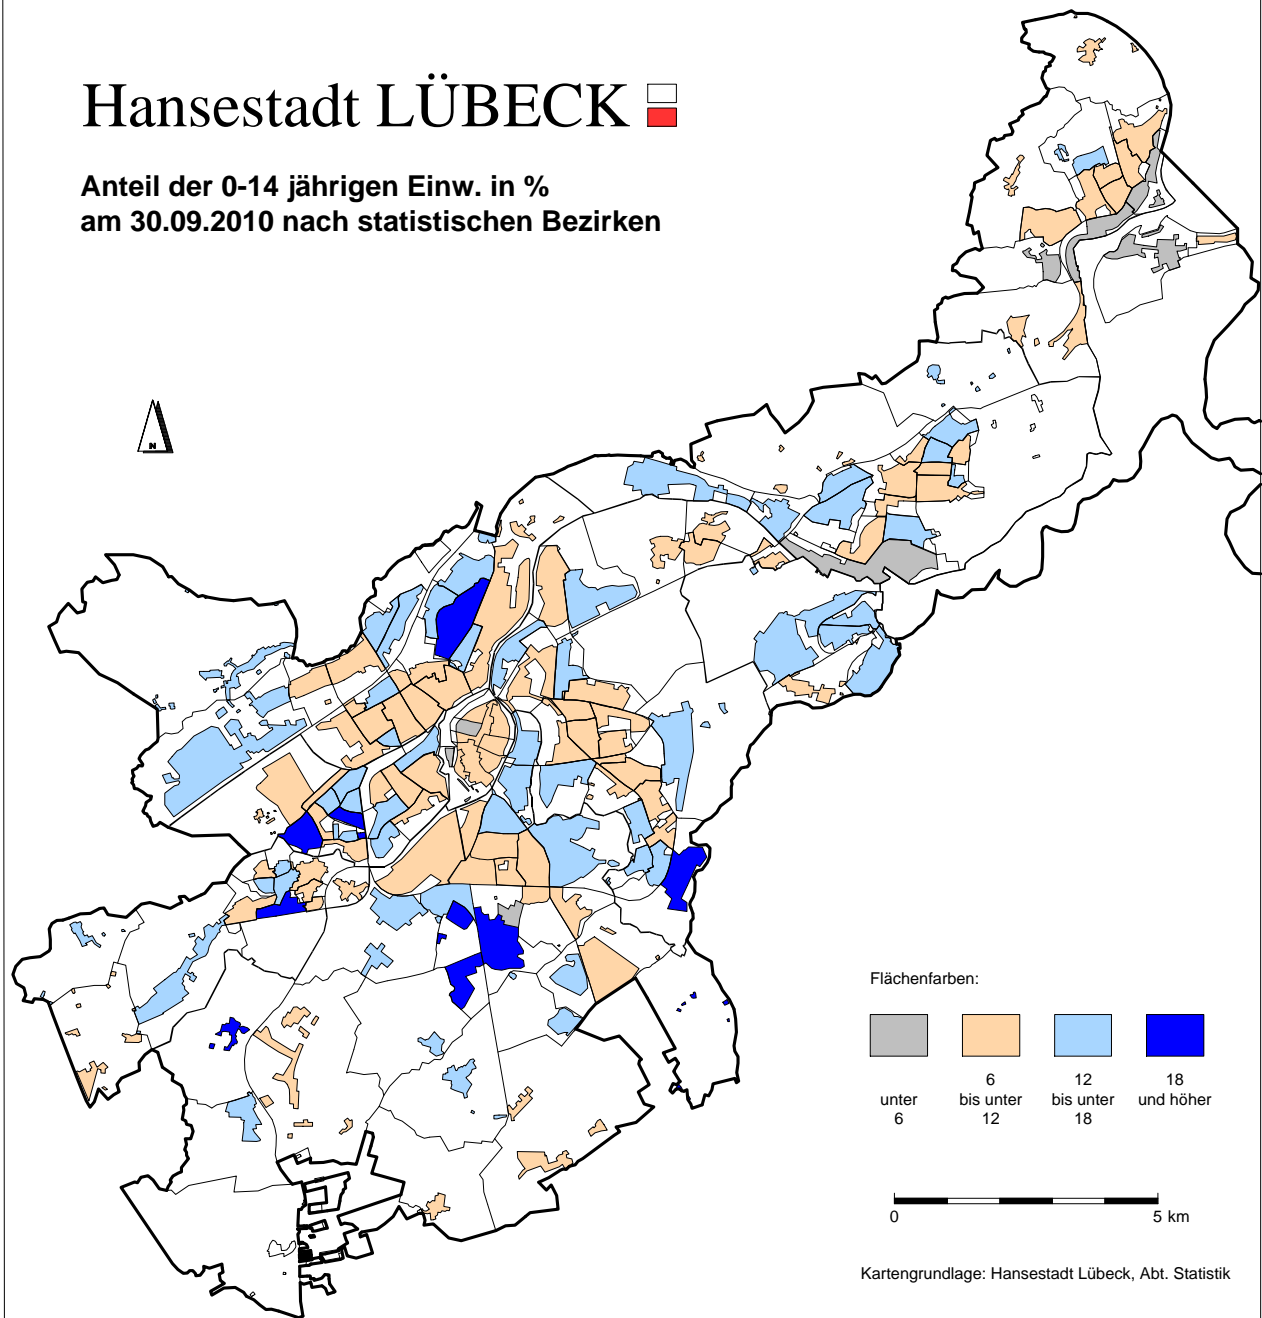 Hansestadt LÜBECK
Anteil der 0-14 jährigen Einw. in %
am 30.09.2010 nach statistischen Bezirken
N
Flächenfarben:
unter
6
6
bis unter
12
12
bis unter
18
18
und höher
0 5 km
Kartengrundlage: Hansestadt Lübeck, Abt. Statistik